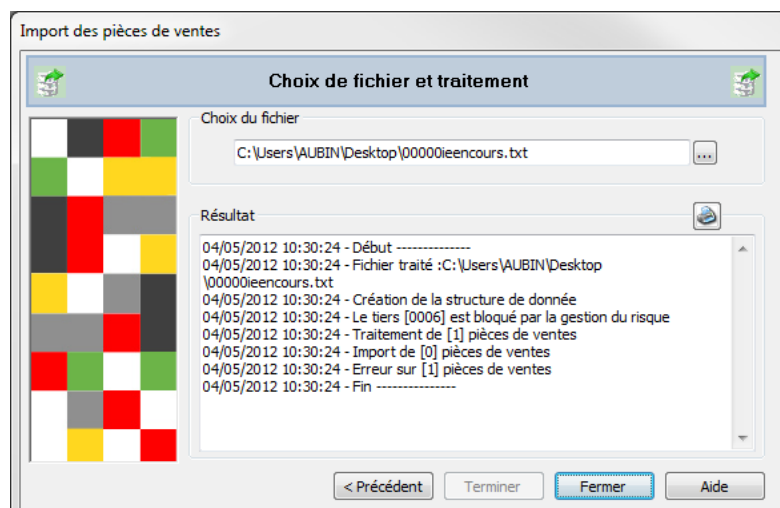 Import des pièces de ventes
Choix de fichier et traitement
Choix du fichier
C:\Users\AUBIN\Desktop\00000ieencours.txt
...
Résultat
04/05/2012 10:30:24 - Début --------------
04/05/2012 10:30:24 - Fichier traité :C:\Users\AUBIN\Desktop
\00000ieencours.txt
04/05/2012 10:30:24 - Création de la structure de donnée
04/05/2012 10:30:24 - Le tiers [0006] est bloqué par la gestion du risque
04/05/2012 10:30:24 - Traitement de [1] pièces de ventes
04/05/2012 10:30:24 - Import de [0] pièces de ventes
04/05/2012 10:30:24 - Erreur sur [1] pièces de ventes
04/05/2012 10:30:24 - Fin ---------------
< Précédent Terminer Fermer Aide